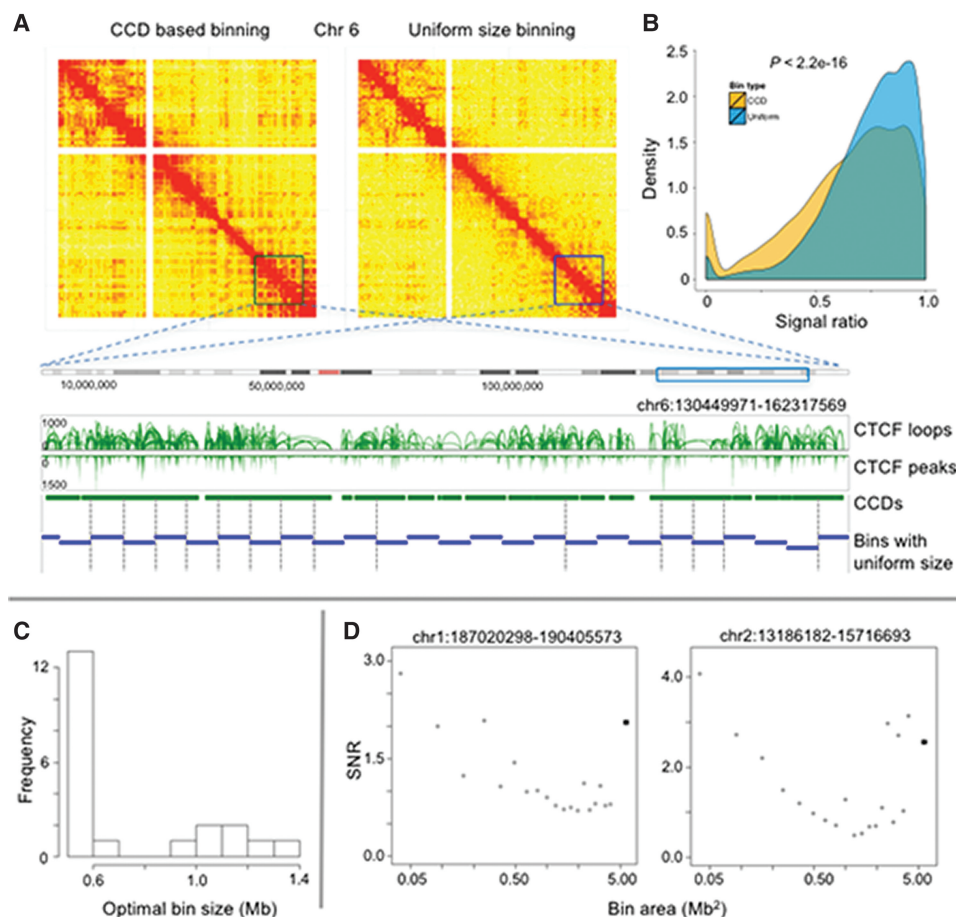 A
CCD based binning Chr 6 Uniform size binning
B
P < 2.2e-16
Bin type
CCD
Uniform
2.5
2.0
1.5
1.0
0.5
0
Density
0 0.5 1.0
Signal ratio
10,000,000 50,000,000 100,000,000
chr6:130449971-162317569
1000
0
1500
CTCF loops
CTCF peaks
CCDs
Bins with
uniform size
C
12
6
0
Frequency
0.6 1.0 1.4
Optimal bin size (Mb)
D
chr1:187020298-190405573
3.0
1.5
0.0
SNR
0.05 0.50 5.00
chr2:13186182-15716693
4.0
2.0
0.0
0.05 0.50 5.00
Bin area (Mb²)